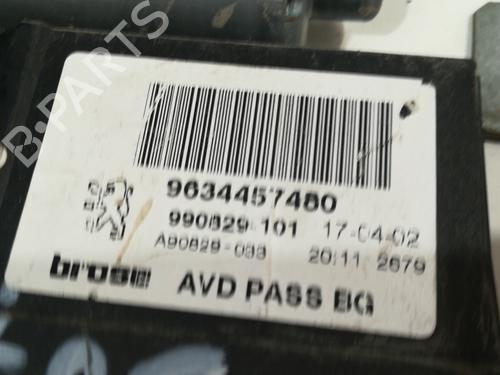 B-PARTS
9634457480
990829-101 17-04-02
A90829-033 20:11 2679
brose AVD PASS BG